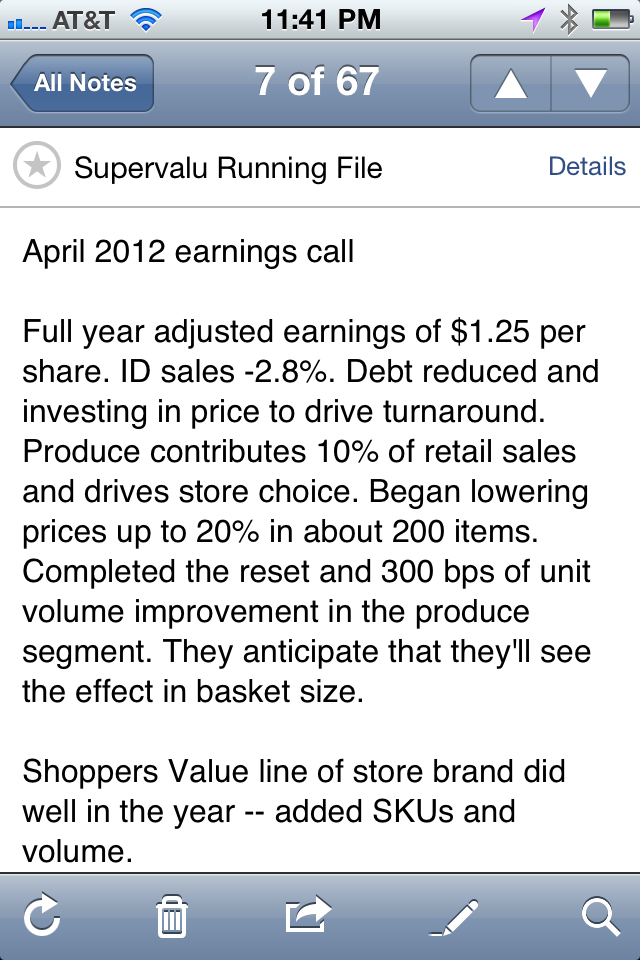 AT&T 11:41 PM
All Notes 7 of 67
Supervalu Running File Details
April 2012 earnings call
Full year adjusted earnings of $1.25 per
share. ID sales -2.8%. Debt reduced and
investing in price to drive turnaround.
Produce contributes 10% of retail sales
and drives store choice. Began lowering
prices up to 20% in about 200 items.
Completed the reset and 300 bps of unit
volume improvement in the produce
segment. They anticipate that they'll see
the effect in basket size.
Shoppers Value line of store brand did
well in the year -- added SKUs and
volume.